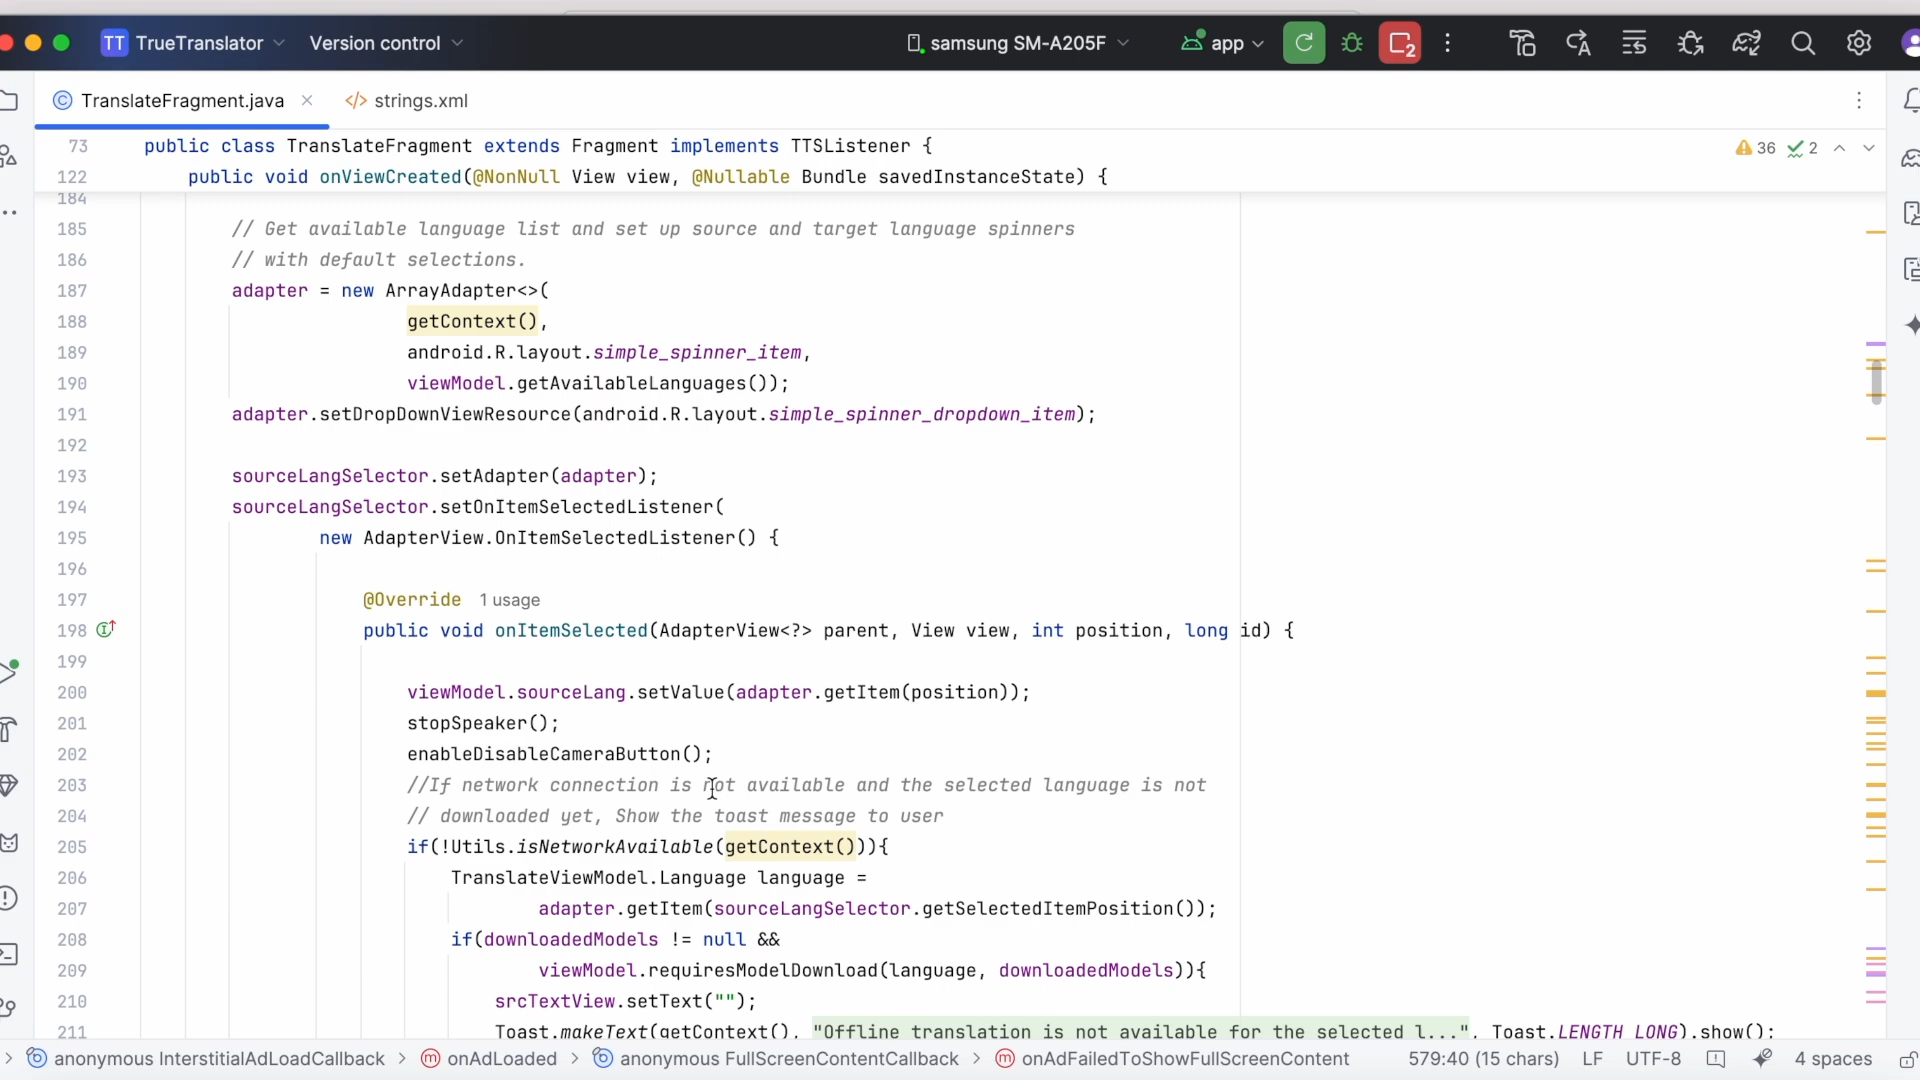 TT TrueTranslator Version control samsung SM-A205F app 2
TranslateFragment.java strings.xml
73 public class TranslateFragment extends Fragment implements TTSListener { 36 2
122 public void onViewCreated(@NonNull View view, @Nullable Bundle savedInstanceState) {
184
185 // Get available language list and set up source and target language spinners
186 // with default selections.
187 adapter = new ArrayAdapter<>(
188 getContext(),
189 android.R.layout.simple_spinner_item,
190 viewModel.getAvailableLanguages());
191 adapter.setDropDownViewResource(android.R.layout.simple_spinner_dropdown_item);
192
193 sourceLangSelector.setAdapter(adapter);
194 sourceLangSelector.setOnItemSelectedListener(
195 new AdapterView.OnItemSelectedListener() {
196
197 @Override 1 usage
198 public void onItemSelected(AdapterView<?> parent, View view, int position, long id) {
199
200 viewModel.sourceLang.setValue(adapter.getItem(position));
201 stopSpeaker();
202 enableDisableCameraButton();
203 //If network connection is not available and the selected language is not
204 // downloaded yet, Show the toast message to user
205 if(!Utils.isNetworkAvailable(getContext())){
206 TranslateViewModel.Language language =
207 adapter.getItem(sourceLangSelector.getSelectedItemPosition());
208 if(downloadedModels != null &&
209 viewModel.requiresModelDownload(language, downloadedModels)){
210 srcTextView.setText("");
211 Toast.makeText(getContext(), "Offline translation is not available for the selected l...", Toast.LENGTH_LONG).show();
anonymous InterstitialAdLoadCallback > onAdLoaded > anonymous FullScreenContentCallback > onAdFailedToShowFullScreenContent 579:40 (15 chars) LF UTF-8 4 spaces